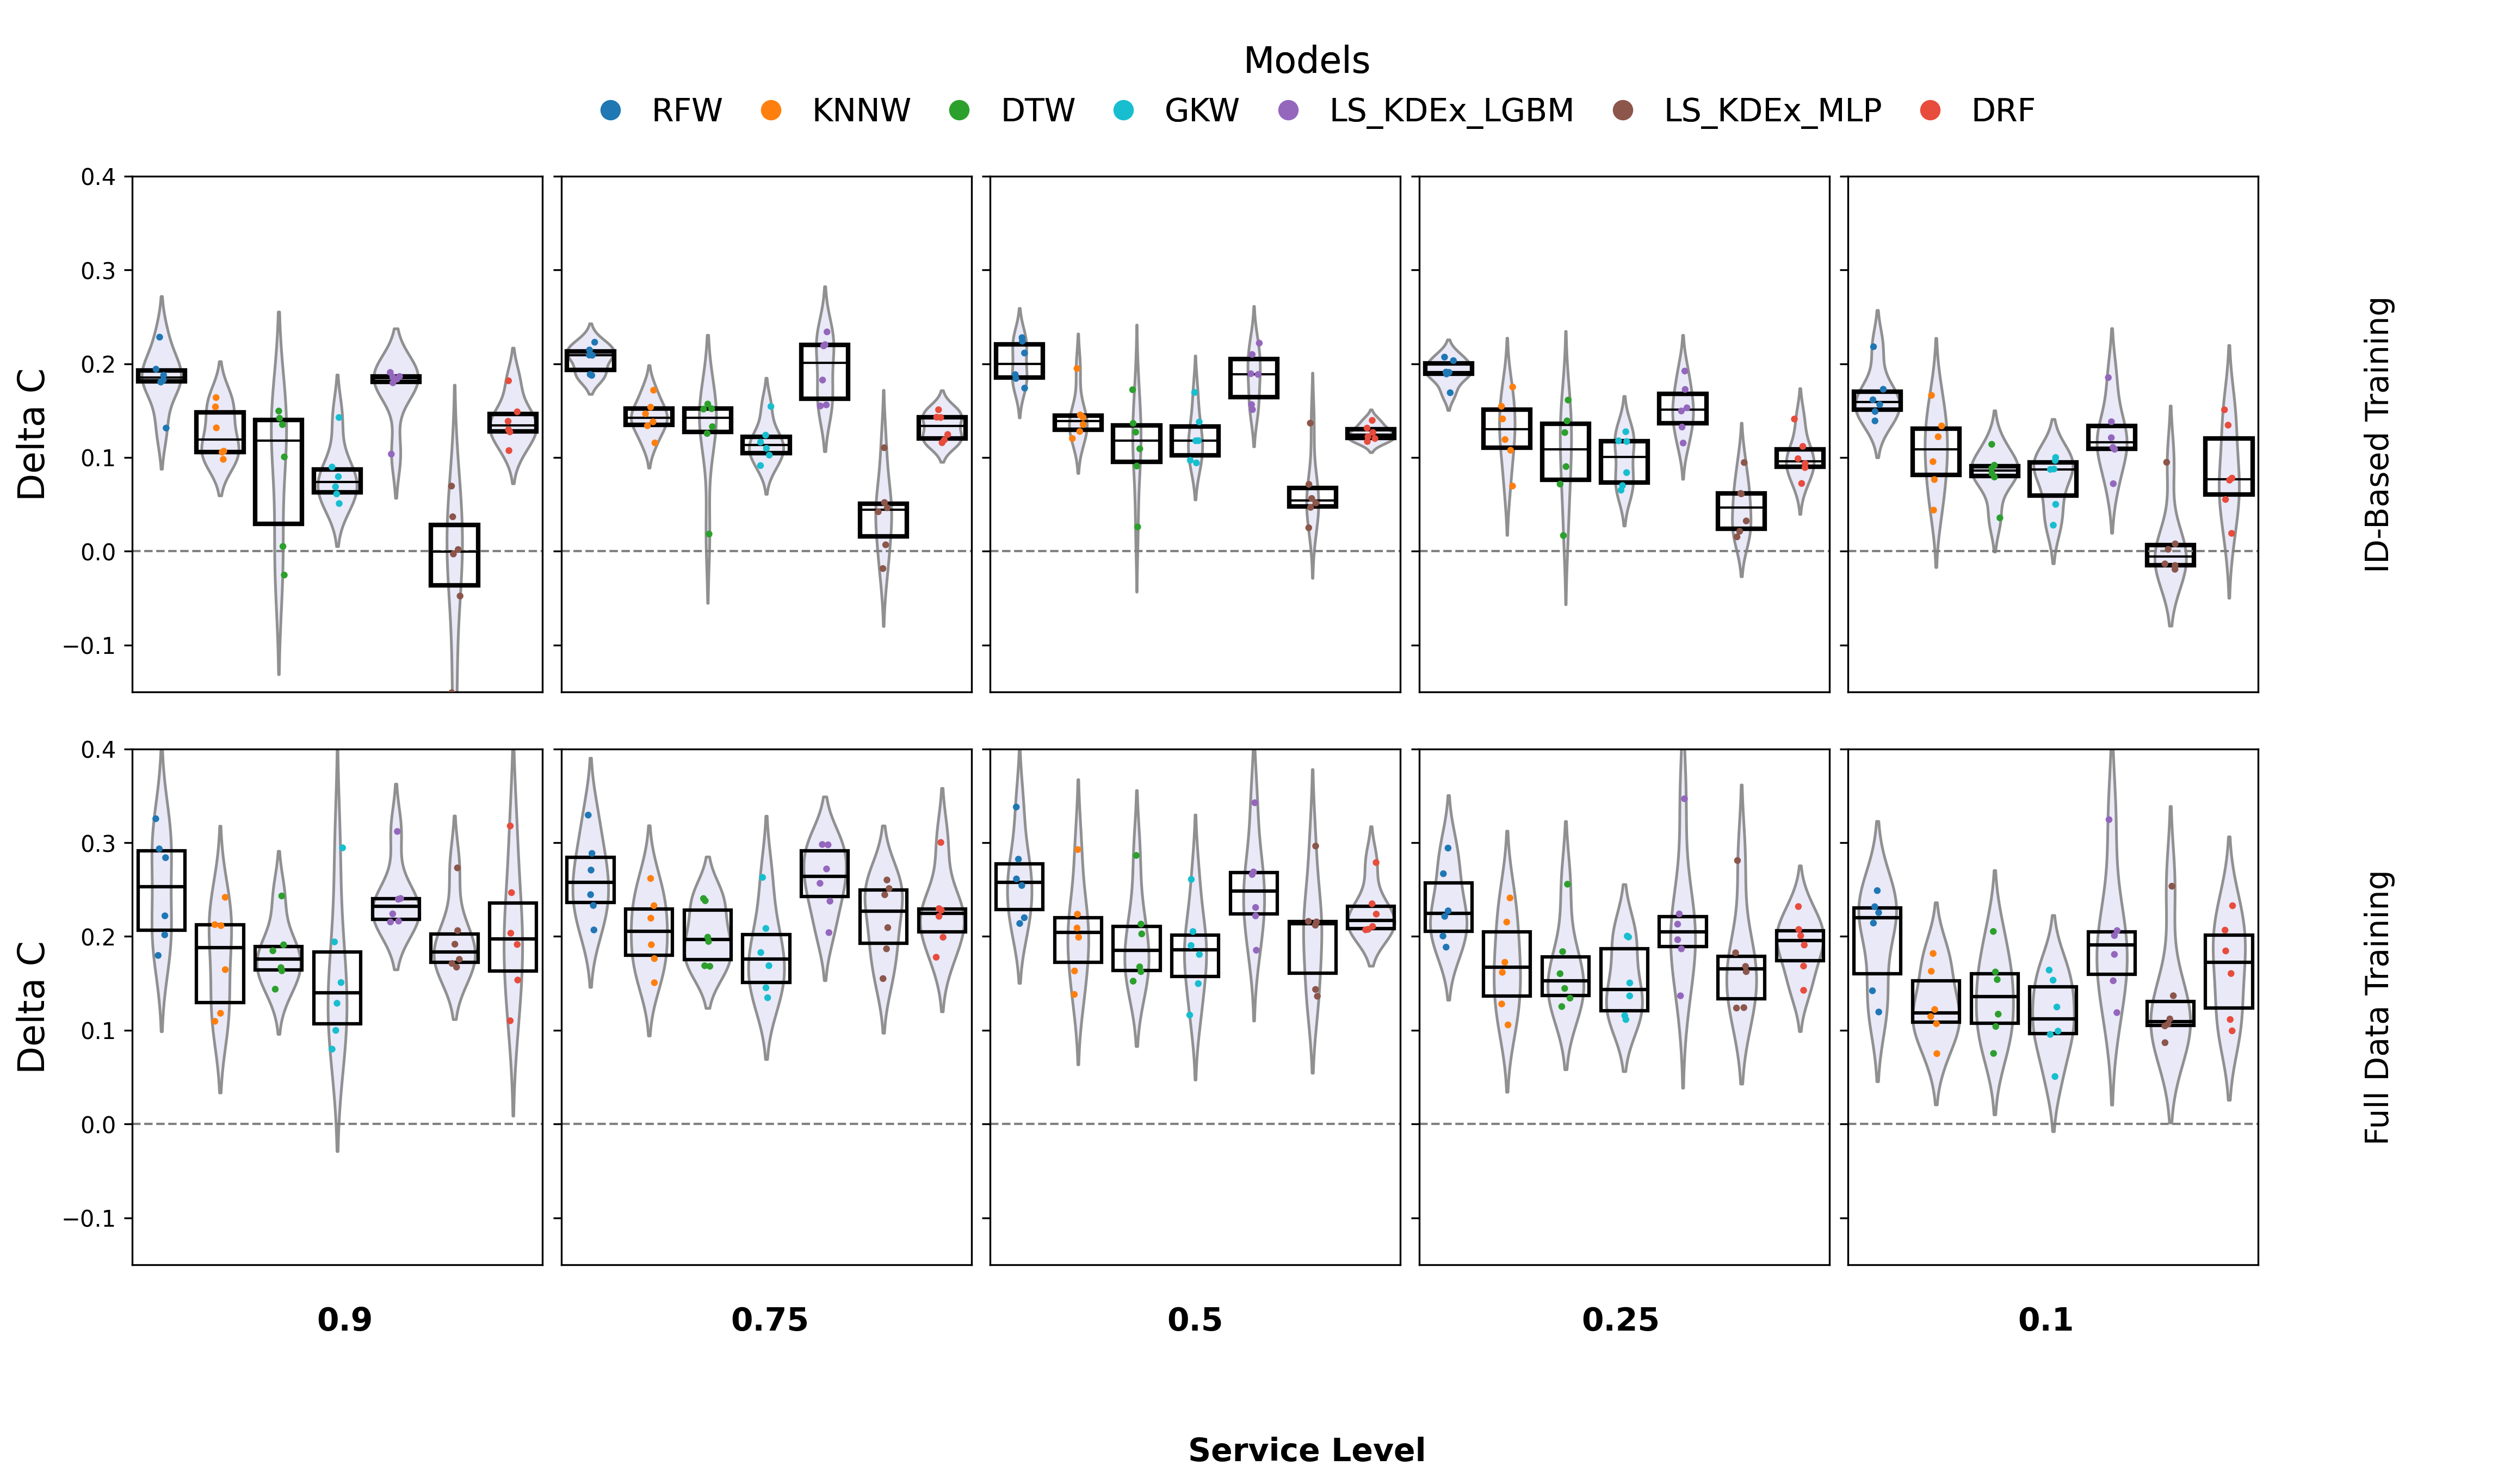 Models
RFW KNNW DTW GKW LS_KDEx_LGBM LS_KDEx_MLP DRF
0.4
0.3
0.2
0.1
0.0
−0.1
Delta C
ID-Based Training
0.4
0.3
0.2
0.1
0.0
−0.1
Delta C
Full Data Training
0.9 0.75 0.5 0.25 0.1
Service Level